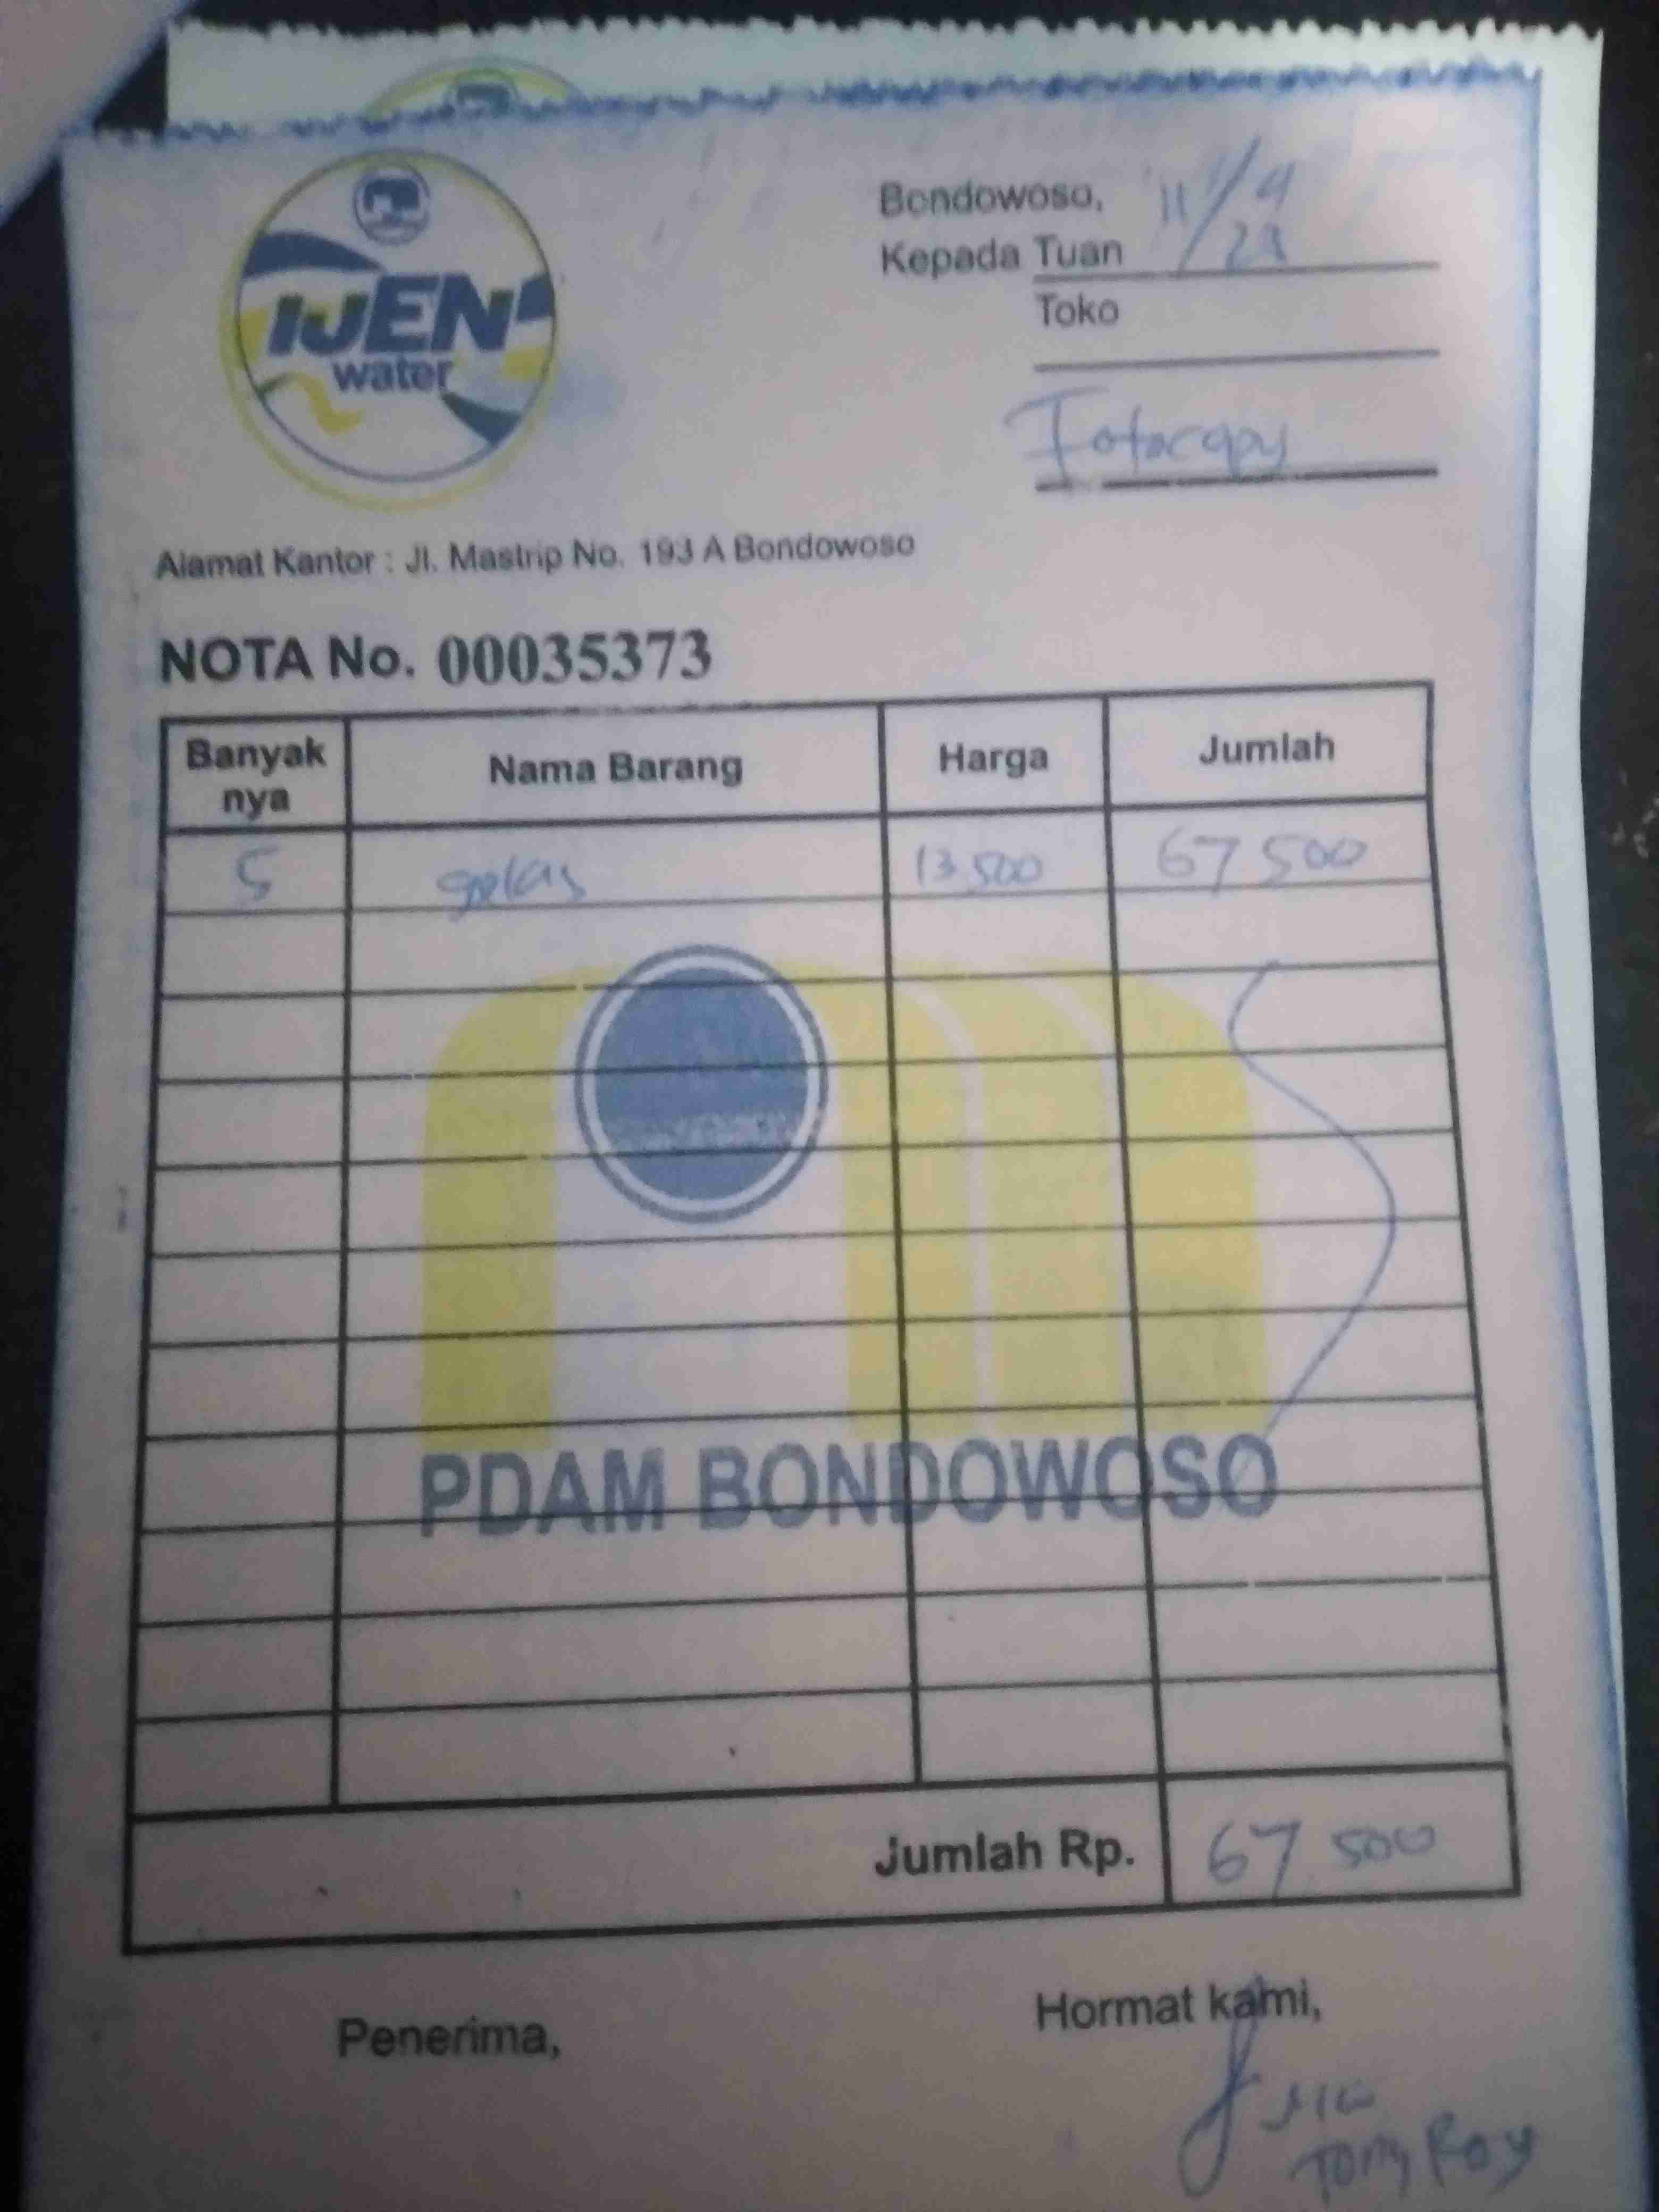 IJEN
water
Bondowoso, 11/9
Kepada Tuan 23
Toko
Fotocopy
Alamat Kantor : Jl. Mastrip No. 193 A Bondowoso
NOTA No. 00035373
Banyak nya Nama Barang Harga Jumlah
5 gelas 13 500 67 500
PDAM BONDOWOSO
Jumlah Rp. 67 500
Penerima, Hormat kami,
Tony Roy